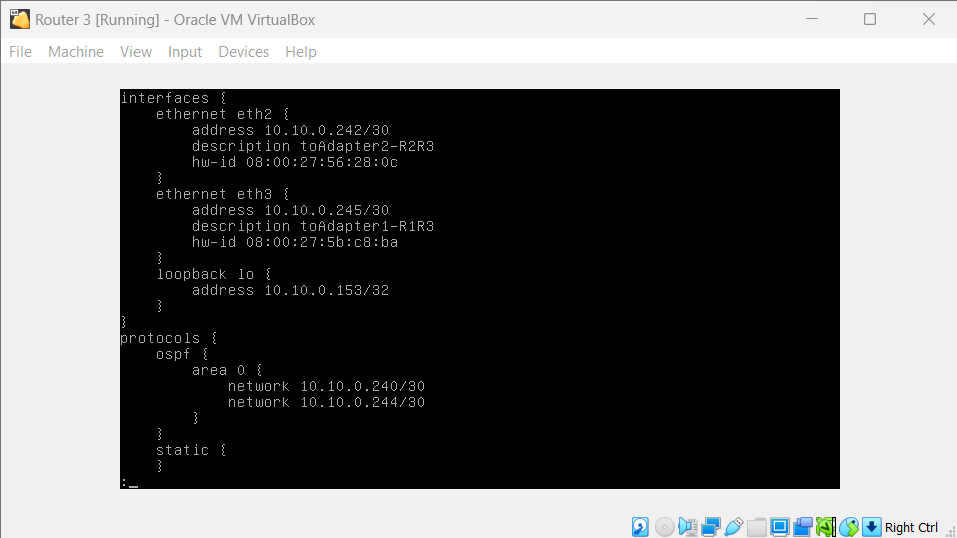 Router 3 [Running] - Oracle VM VirtualBox
File Machine View Input Devices Help
interfaces {
    ethernet eth2 {
        address 10.10.0.242/30
        description toAdapter2-R2R3
        hw-id 08:00:27:56:28:0c
    }
    ethernet eth3 {
        address 10.10.0.245/30
        description toAdapter1-R1R3
        hw-id 08:00:27:5b:c8:ba
    }
    loopback lo {
        address 10.10.0.153/32
    }
}
protocols {
    ospf {
        area 0 {
            network 10.10.0.240/30
            network 10.10.0.244/30
        }
    }
    static {
    }
:_
Right Ctrl